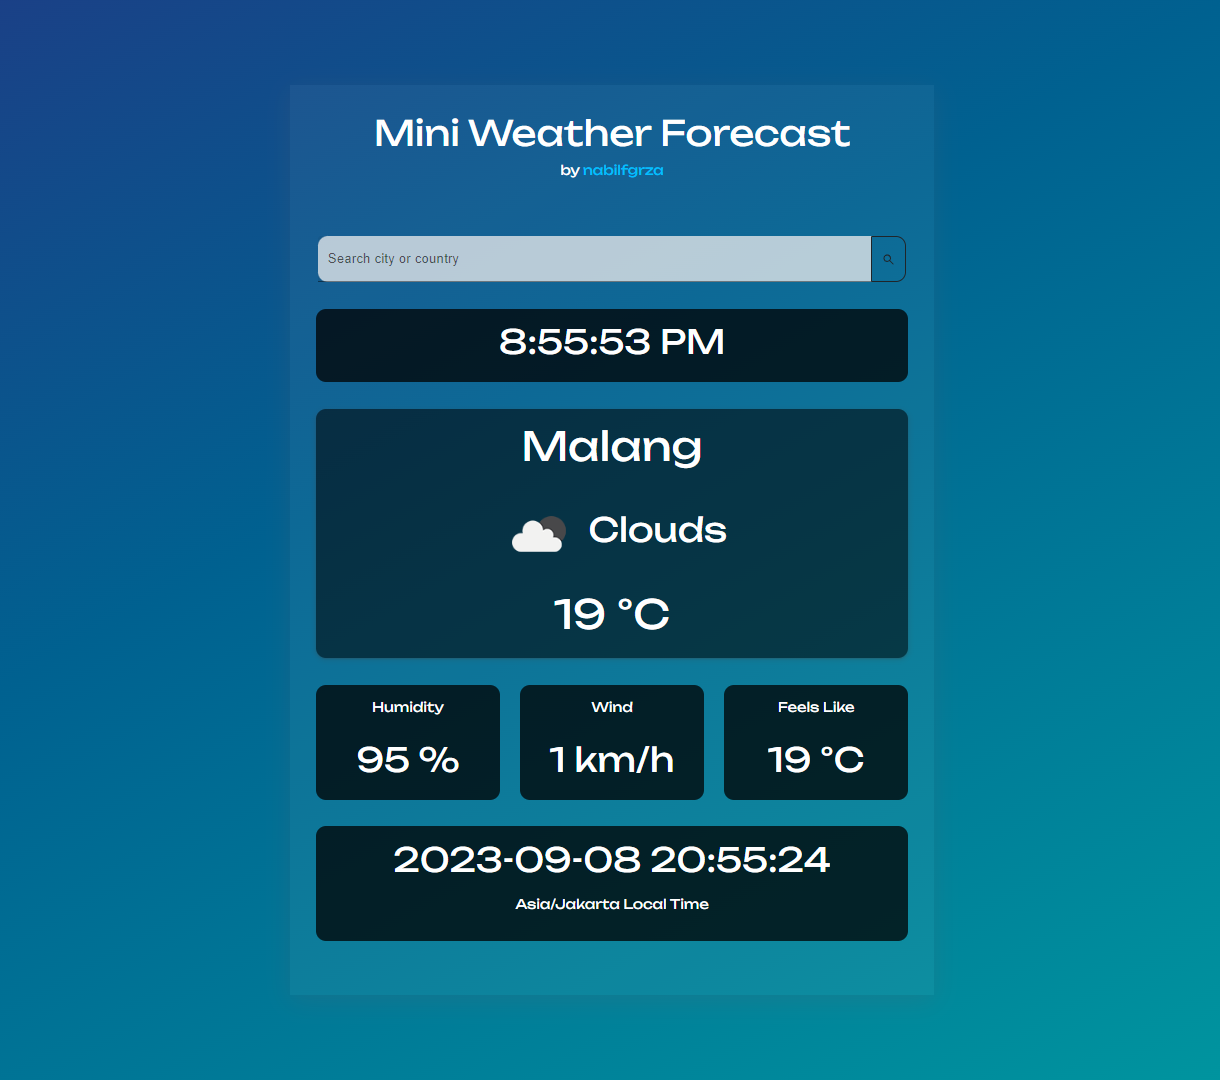 Mini Weather Forecast
by nabilfgrza
Search city or country
8:55:53 PM
Malang
Clouds
19 °C
Humidity
95 %
Wind
1 km/h
Feels Like
19 °C
2023-09-08 20:55:24
Asia/Jakarta Local Time